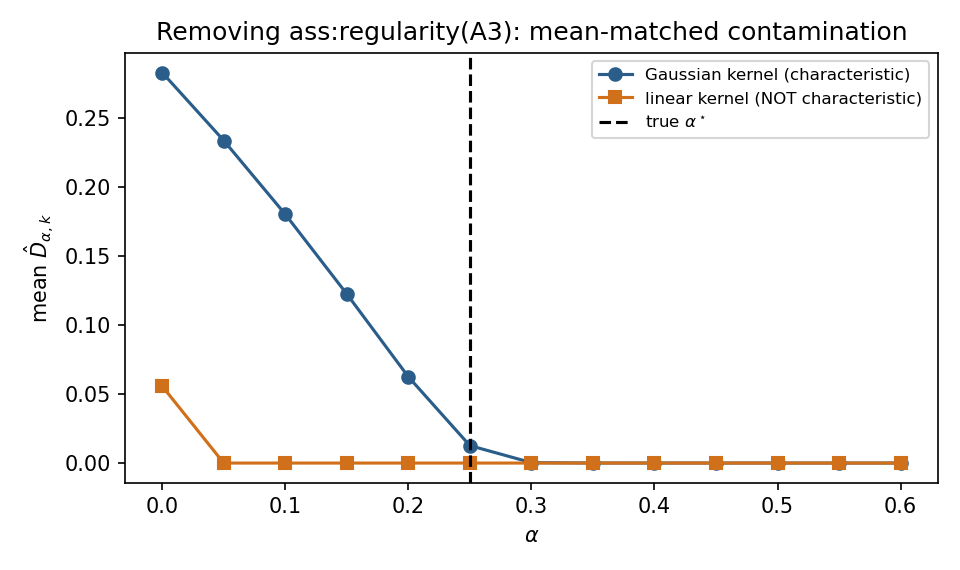 Removing ass:regularity(A3): mean-matched contamination
Gaussian kernel (characteristic)
linear kernel (NOT characteristic)
true α⋆
mean D̂α,k
0.25
0.20
0.15
0.10
0.05
0.00
0.0 0.1 0.2 0.3 0.4 0.5 0.6
α